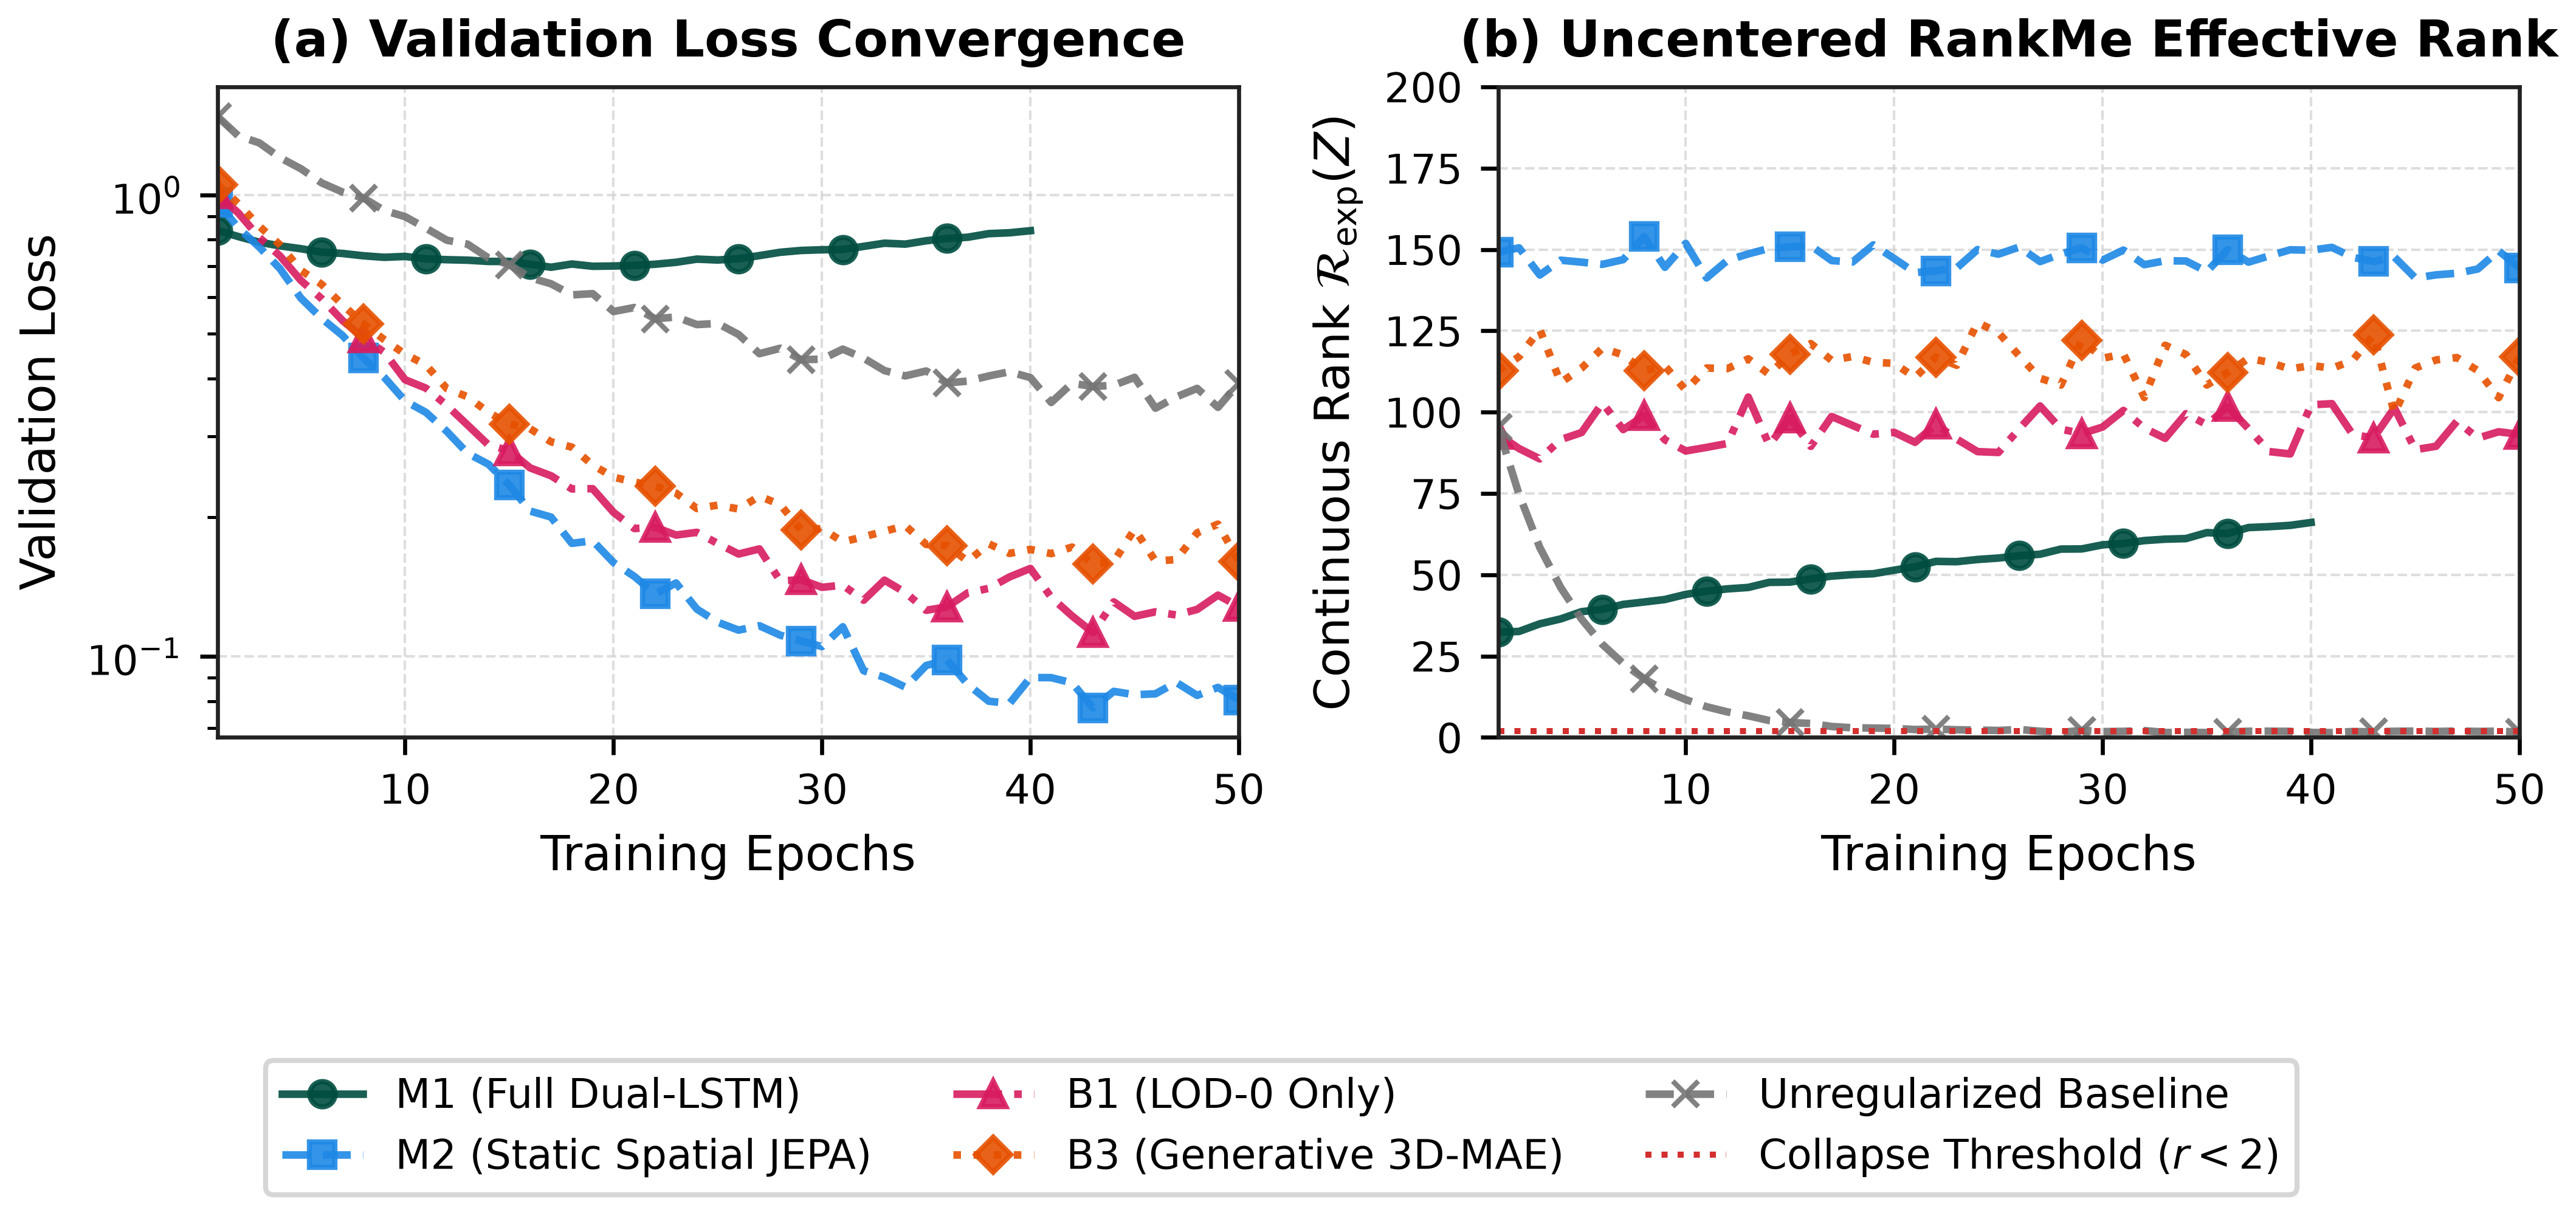 (a) Validation Loss Convergence
Validation Loss
10⁰
10⁻¹
10 20 30 40 50
Training Epochs
(b) Uncentered RankMe Effective Rank
Continuous Rank ℛexp(Z)
200
175
150
125
100
75
50
25
0
10 20 30 40 50
Training Epochs
M1 (Full Dual-LSTM)
M2 (Static Spatial JEPA)
B1 (LOD-0 Only)
B3 (Generative 3D-MAE)
Unregularized Baseline
Collapse Threshold (r < 2)